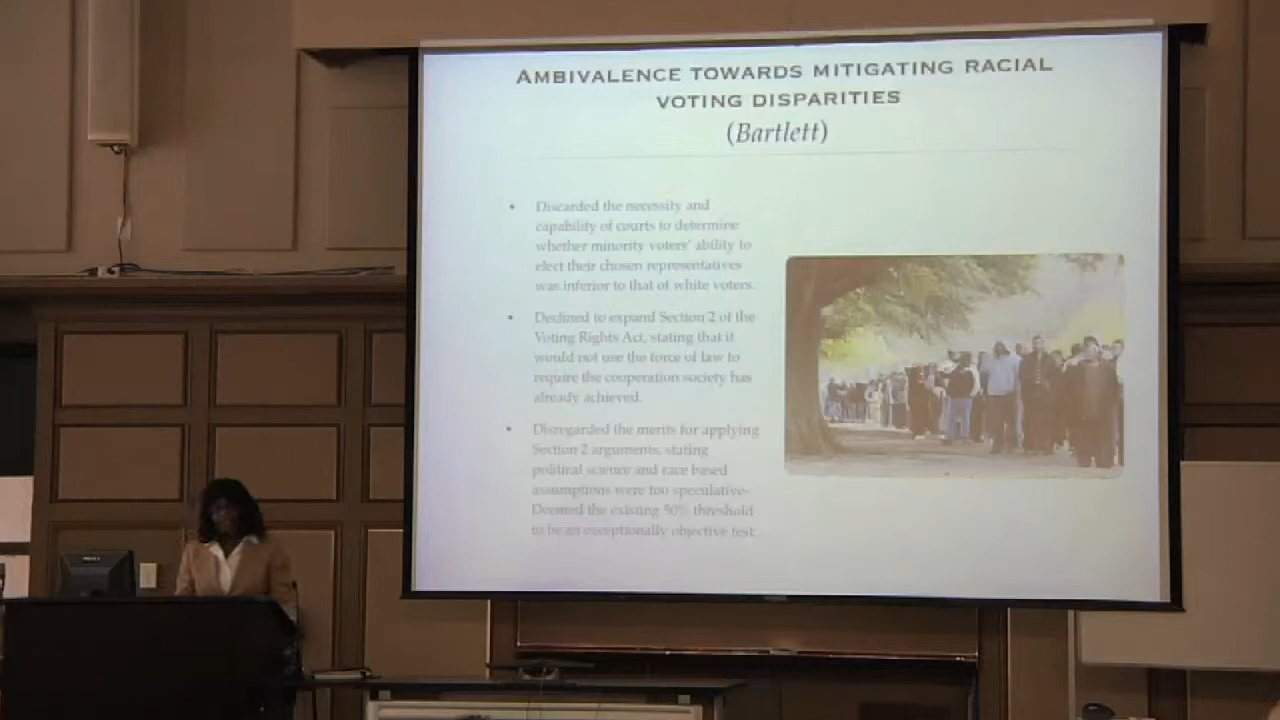 AMBIVALENCE TOWARDS MITIGATING RACIAL
VOTING DISPARITIES
(Bartlett)
• Discarded the necessity and
capability of courts to determine
whether minority voters' ability to
elect their chosen representatives
was inferior to that of white voters.
• Declined to expand Section 2 of the
Voting Rights Act, stating that it
would not use the force of law to
require the cooperation society has
already achieved.
• Disregarded the merits for applying
Section 2 arguments, stating
political science and race based
assumptions were too speculative-
Deemed the existing 50% threshold
to be an exceptionally objective test